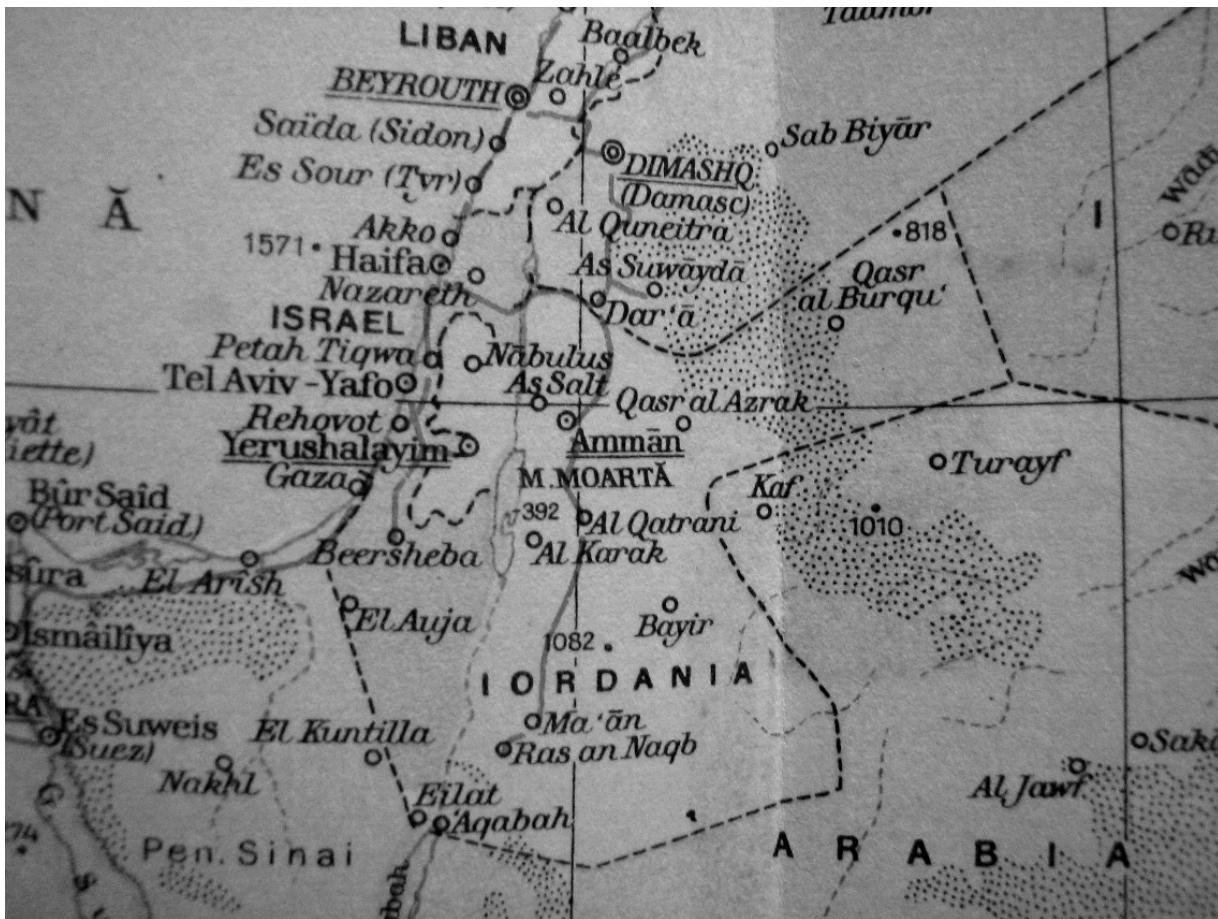 LIBAN
Baalbek
Zahle
BEYROUTH
Saïda (Sidon)
Sab Biyār
Es Sour (Tyr)
DIMASHQ
(Damasc)
N Ă
Al Quneitra
Akko
1571
818
I
Haifa
As Suwāydā
Qasr
al Burqu'
Nazareth
Dar'ā
ISRAEL
Petah Tiqwa
Nābulus
Tel Aviv-Yafo
As Salt
Rehovot
Qasr al Azrak
Yerushalayim
Ammān
Turayf
Gaza
M. MOARTĂ
Kaf
Bûr Saîd
(Port Said)
-392
Al Qatrani
1010
Beersheba
Al Karak
El Arîsh
El Auja
Bayir
Ismâilîya
1082
IORDANIA
Es Suweis
(Suez)
El Kuntilla
Ma'ān
Ras an Naqb
Nakhl
Al Jawf
Eilat
'Aqabah
Pen. Sinai
ARABIA